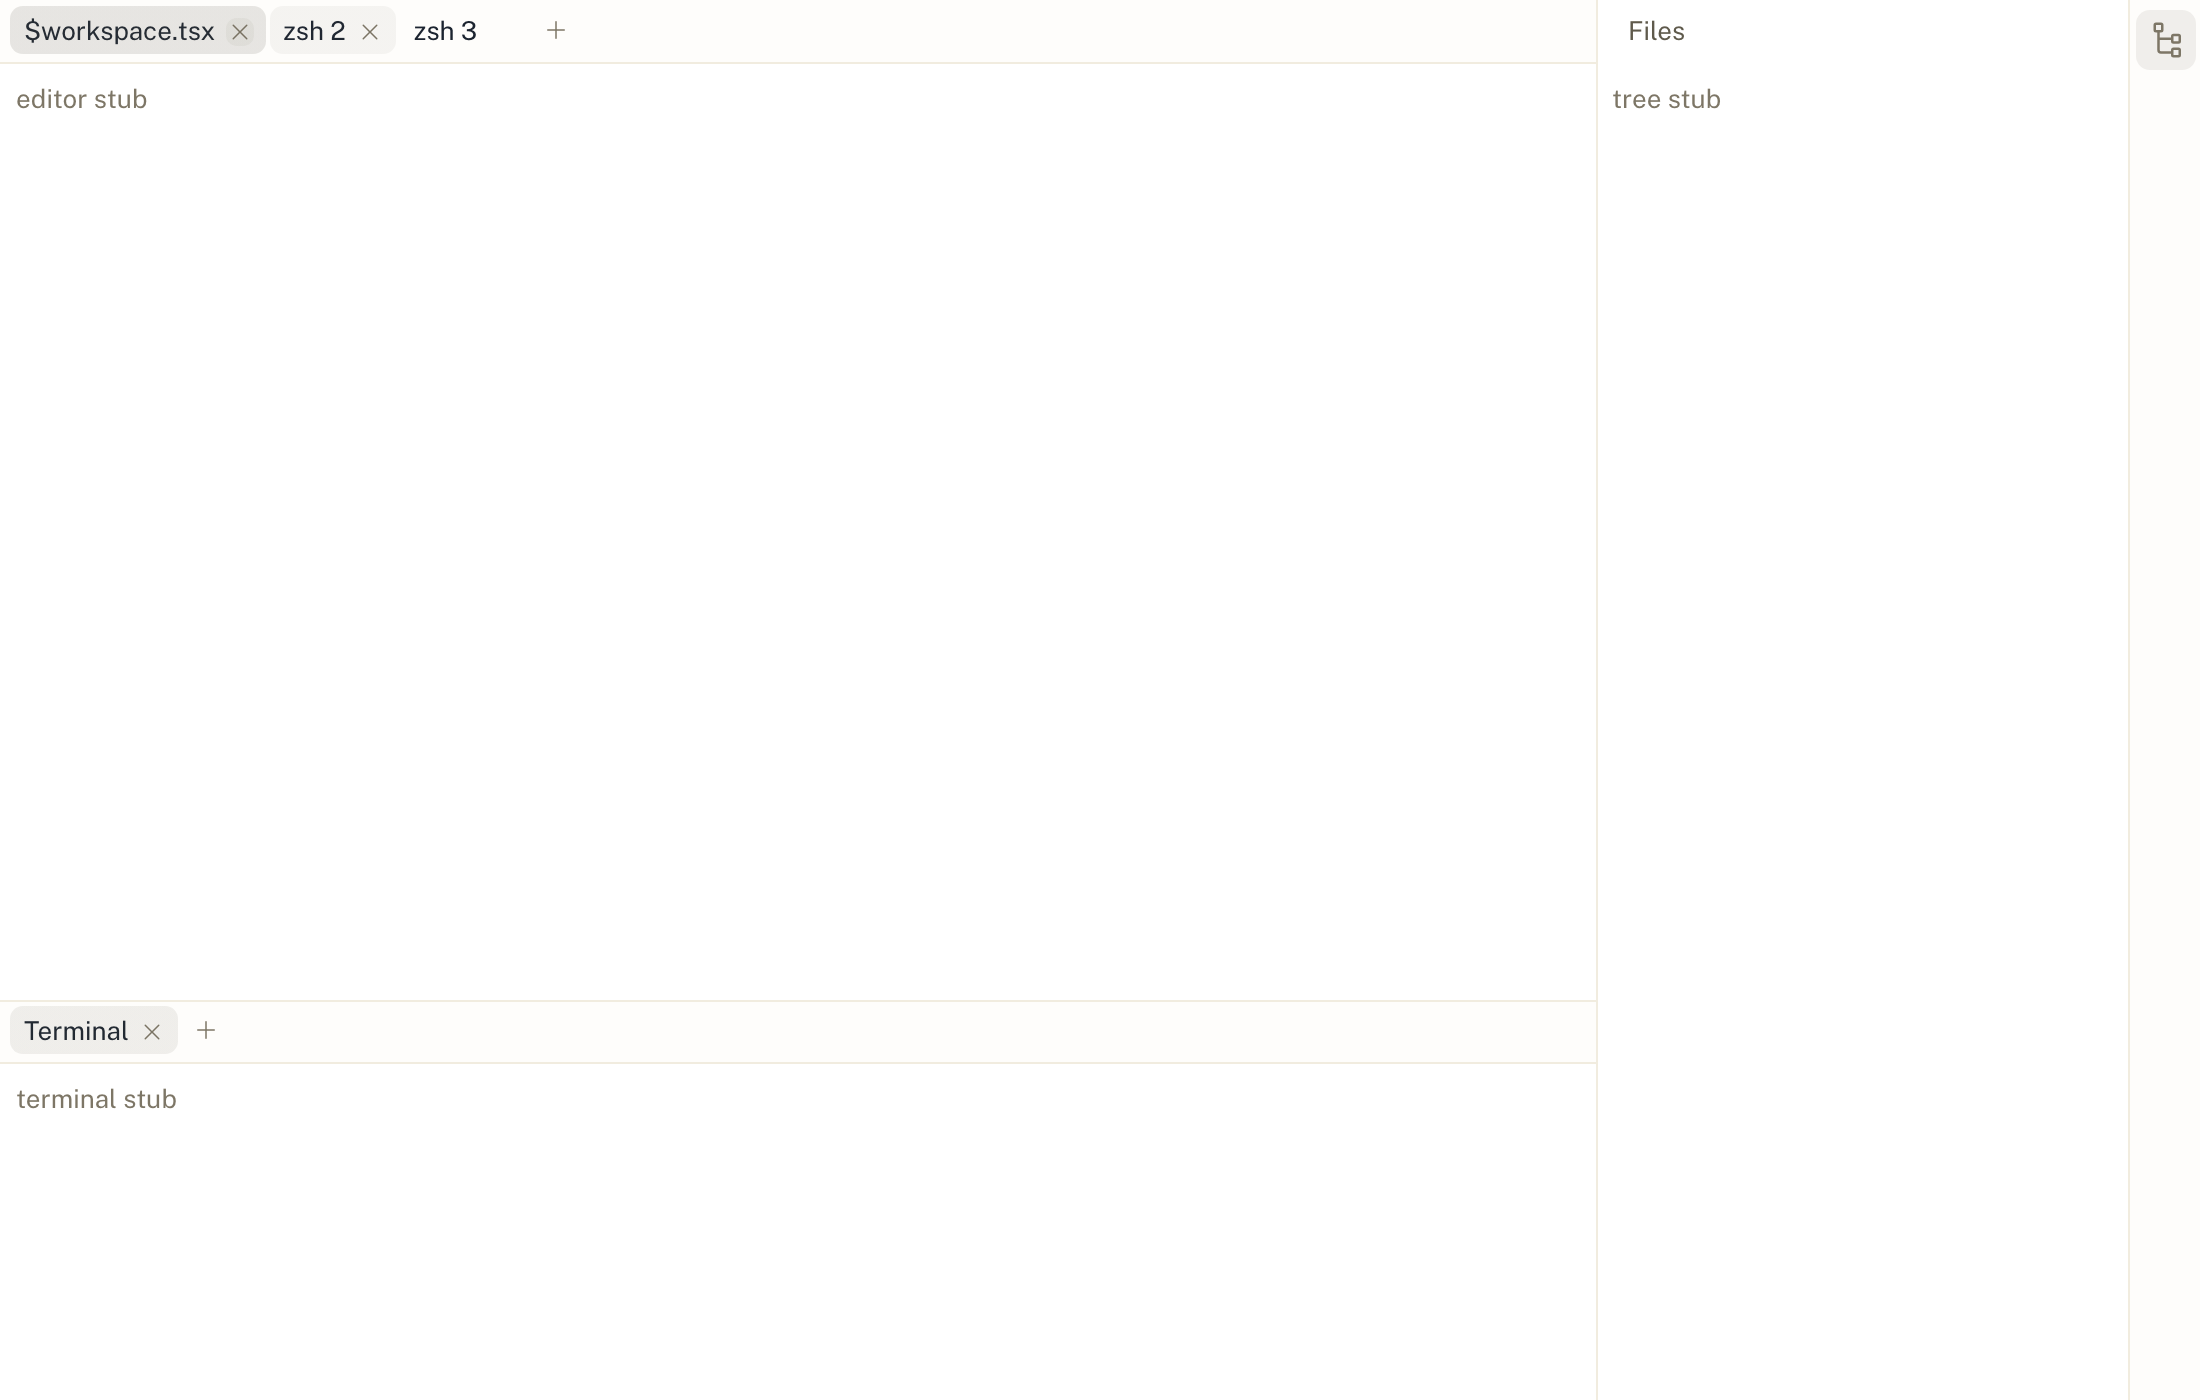 $workspace.tsx zsh 2 zsh 3
Files
editor stub
tree stub
Terminal
terminal stub